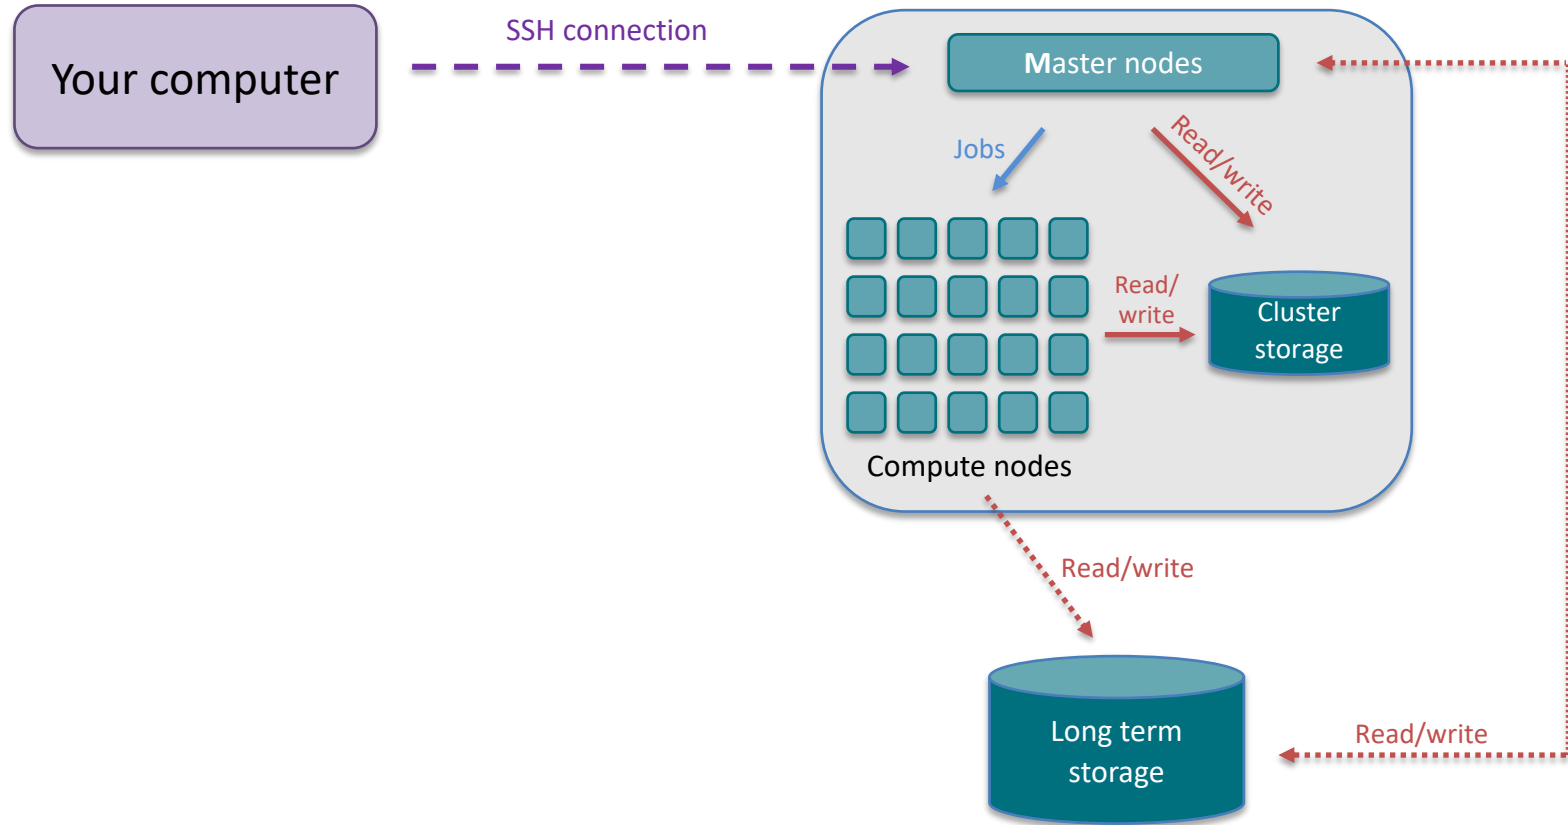 Your computer
SSH connection
Master nodes
Jobs
Read/write
Read/
write
Cluster
storage
Compute nodes
Read/write
Long term
storage
Read/write